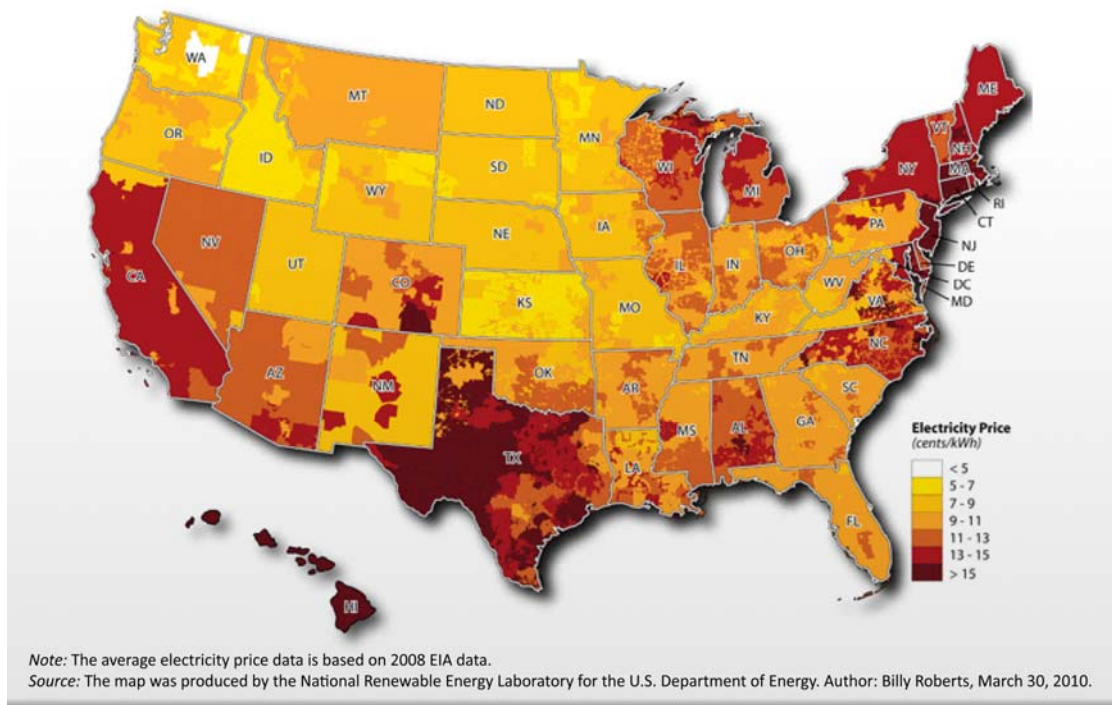 WA
MT
ND
MN
ME
OR
ID
SD
WI
MI
VT
NH
NY
MA
WY
RI
CT
IA
PA
NE
NV
NJ
OH
UT
IL
IN
DE
CA
CO
DC
WV
MD
KS
VA
MO
KY
NC
TN
AZ
OK
NM
AR
SC
MS
AL
GA
TX
LA
FL
HI
Electricity Price
(cents/kWh)
< 5
5 - 7
7 - 9
9 - 11
11 - 13
13 - 15
> 15
Note: The average electricity price data is based on 2008 EIA data.
Source: The map was produced by the National Renewable Energy Laboratory for the U.S. Department of Energy. Author: Billy Roberts, March 30, 2010.